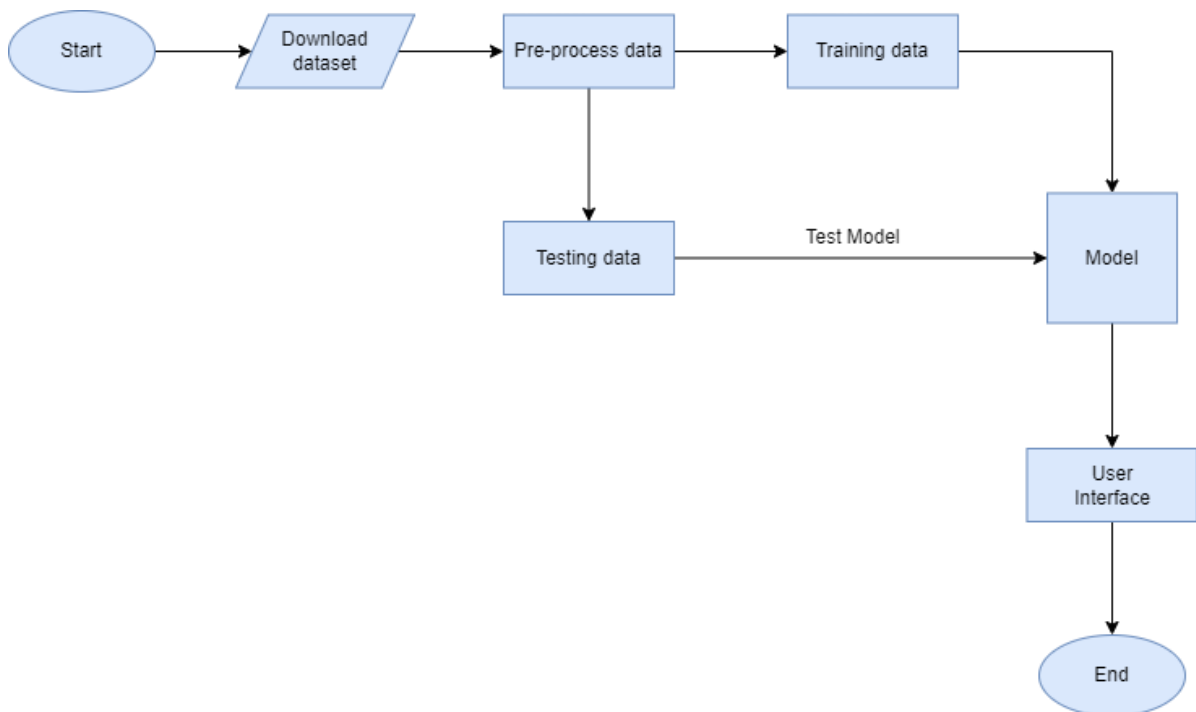 Start
Download
dataset
Pre-process data
Training data
Testing data
Test Model
Model
User
Interface
End